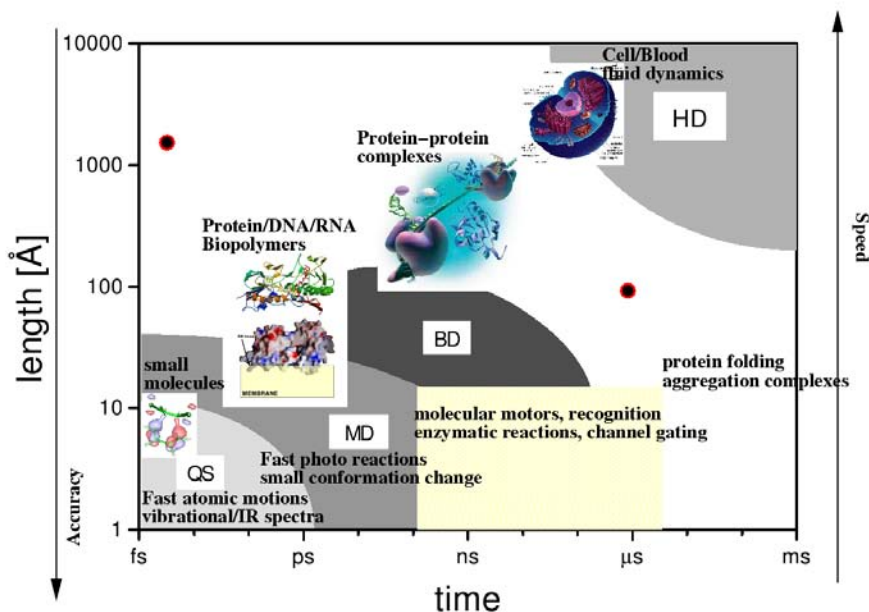 10000
Cell/Blood
fluid dynamics
HD
1000
Protein-protein
complexes
Protein/DNA/RNA
Biopolymers
length [Å]
Speed
100
BD
small
molecules
protein folding
aggregation complexes
MEMBRANE
10
molecular motors, recognition
enzymatic reactions, channel gating
MD
QS
Fast photo reactions
small conformation change
Accuracy
Fast atomic motions
vibrational/IR spectra
1
fs
ps
ns
μs
ms
time